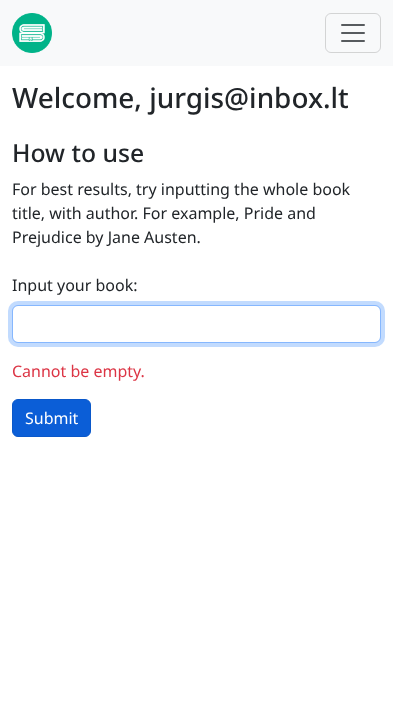 Welcome, jurgis@inbox.lt
How to use
For best results, try inputting the whole book
title, with author. For example, Pride and
Prejudice by Jane Austen.
Input your book:
Cannot be empty.
Submit